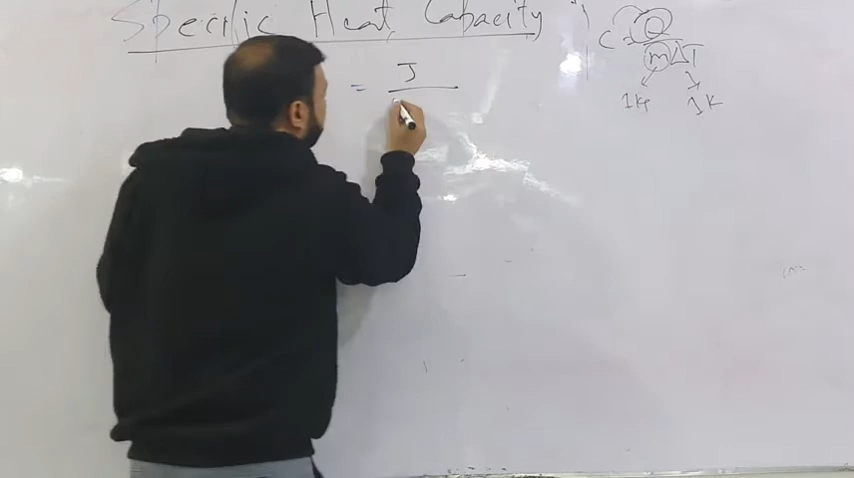 Specific Heat Capacity
C = Q / mΔT
1kg 1K
= J